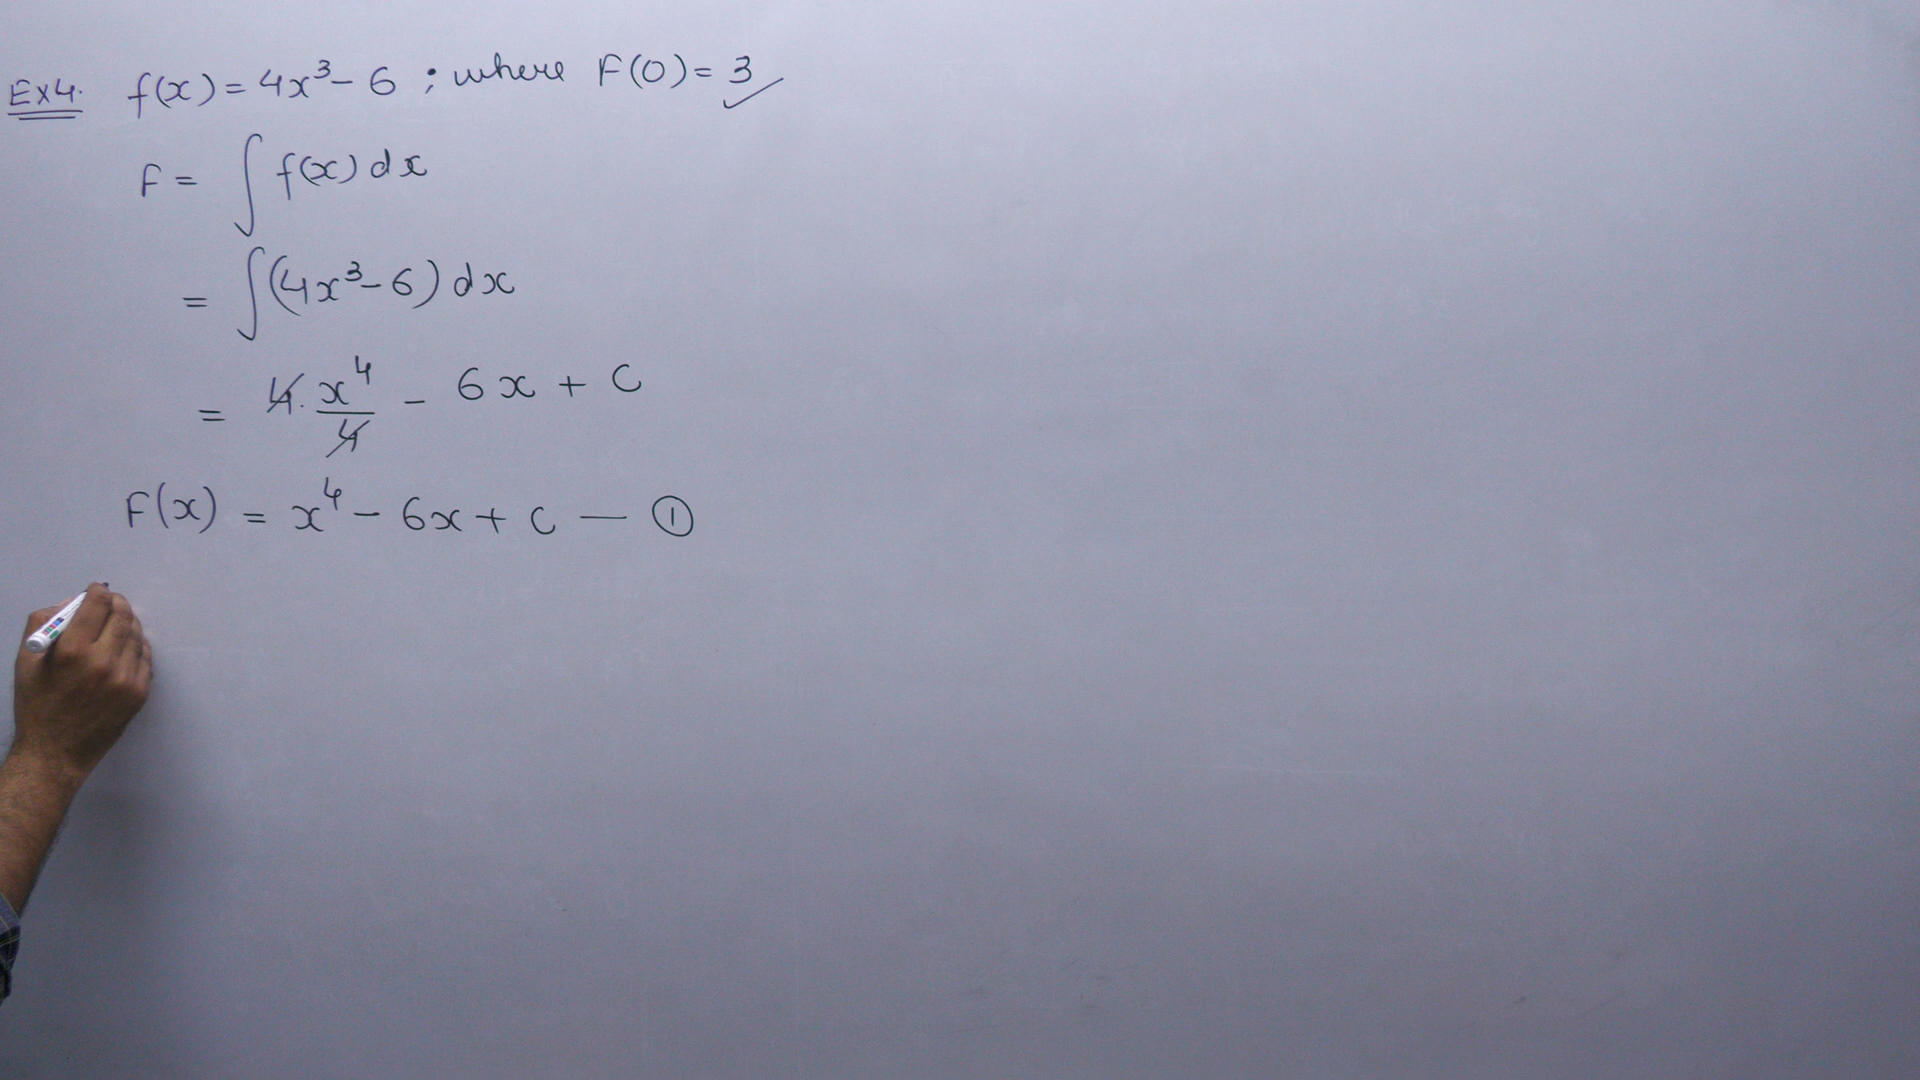 Ex4. f(x) = 4x³ - 6 ; where F(0) = 3 ✓
F = ∫ f(x) dx
= ∫ (4x³ - 6) dx
= 4 . x⁴/4 - 6x + C
F(x) = x⁴ - 6x + C — ①